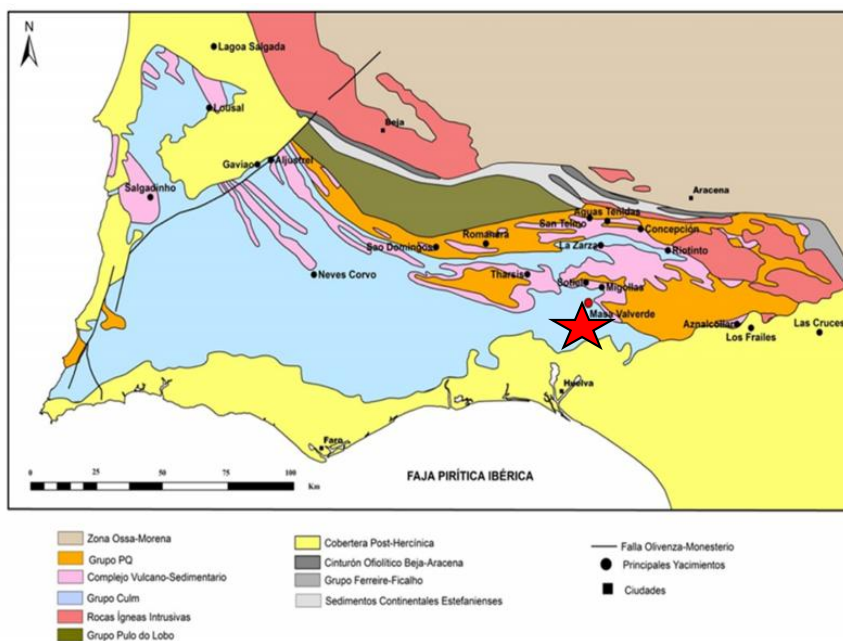 N
Lagoa Salgada
Lousal
Beja
Gaviao
Aljustrel
Salgadinho
Aracena
Aguas Teñidas
San Telmo
Concepción
Romanera
Sao Domingos
La Zarza
Riotinto
Neves Corvo
Tharsis
Sotiel
Migollas
Masa Valverde
Aznalcóllar
Las Cruces
Los Frailes
Huelva
Faro
FAJA PIRÍTICA IBÉRICA
0 25 50 75 100
Km
Zona Ossa-Morena
Grupo PQ
Complejo Vulcano-Sedimentario
Grupo Culm
Rocas Ígneas Intrusivas
Grupo Pulo do Lobo
Cobertera Post-Hercínica
Cinturón Ofiolítico Beja-Aracena
Grupo Ferreire-Ficalho
Sedimentos Continentales Estefanienses
Falla Olivenza-Monesterio
Principales Yacimientos
Ciudades